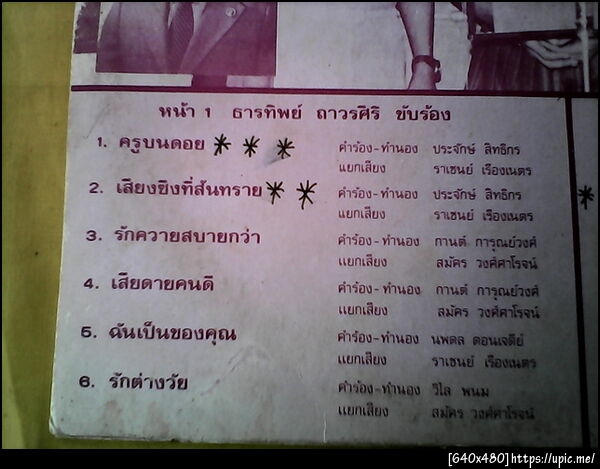 หน้า 1 ธารทิพย์ ถาวรศิริ ขับร้อง
1. ครูบนดอย * * * คำร้อง-ทำนอง ประจักษ์ สิทธิกร
แยกเสียง ราเชนย์ เรืองเนตร
2. เสียงซึงที่สันทราย * * คำร้อง-ทำนอง ประจักษ์ สิทธิกร
แยกเสียง ราเชนย์ เรืองเนตร
3. รักควายสบายกว่า คำร้อง-ทำนอง กานต์ การุณย์วงศ์
แยกเสียง สมัคร วงศ์ศาโรจน์
4. เสียดายคนดี คำร้อง-ทำนอง กานต์ การุณย์วงศ์
แยกเสียง สมัคร วงศ์ศาโรจน์
5. ฉันเป็นของคุณ คำร้อง-ทำนอง นพดล ดอนเจดีย์
แยกเสียง ราเชนย์ เรืองเนตร
6. รักต่างวัย คำร้อง-ทำนอง วิไล พนม
แยกเสียง สมัคร วงศ์ศาโรจน์
[640x480]https://upic.me/